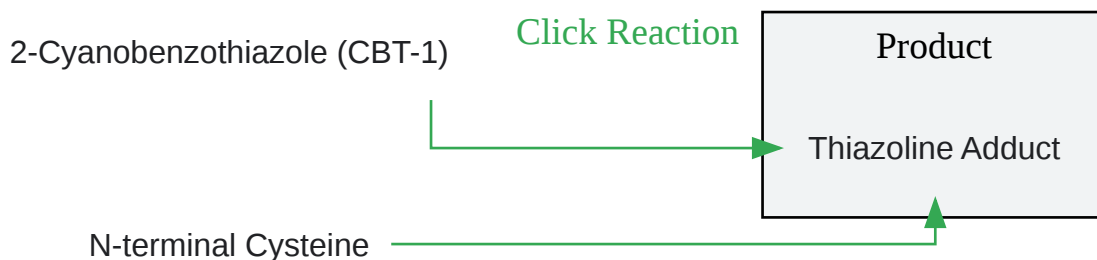 Click Reaction
Product
2-Cyanobenzothiazole (CBT-1)
Thiazoline Adduct
N-terminal Cysteine